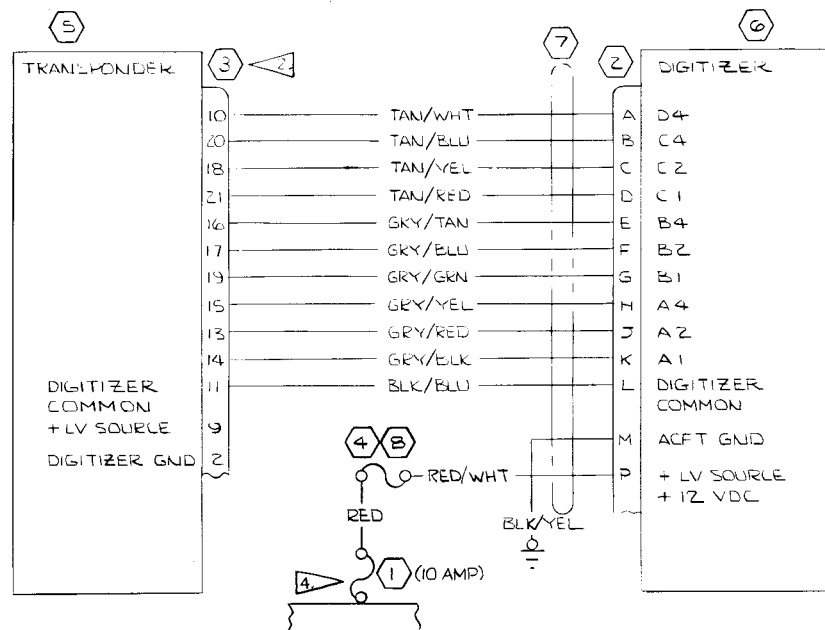 5
6
7
TRANSPONDER 3 2.
2 DIGITIZER
10 TAN/WHT A D4
20 TAN/BLU B C4
18 TAN/YEL C C2
21 TAN/RED D C1
16 GRY/TAN E B4
17 GRY/BLU F B2
19 GRY/GRN G B1
15 GRY/YEL H A4
13 GRY/RED J A2
14 GRY/BLK K A1
DIGITIZER 11 BLK/BLU L DIGITIZER
COMMON
COMMON
+ LV SOURCE 9
4 8
M ACFT GND
DIGITIZER GND 2
RED/WHT P + LV SOURCE
+ 12 VDC
RED
BLK/YEL
4. 1 (10 AMP)